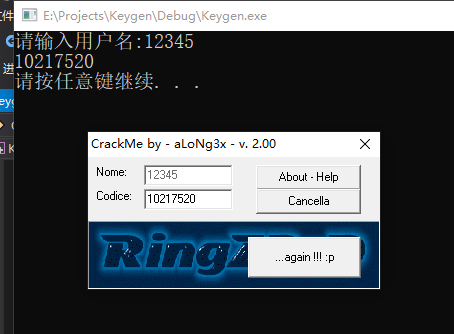 E:\Projects\Keygen\Debug\Keygen.exe
请输入用户名:12345
10217520
请按任意键继续. . .
CrackMe by - aLoNg3x - v. 2.00
Nome:
12345
About - Help
Codice:
10217520
Cancella
...again !!! :p